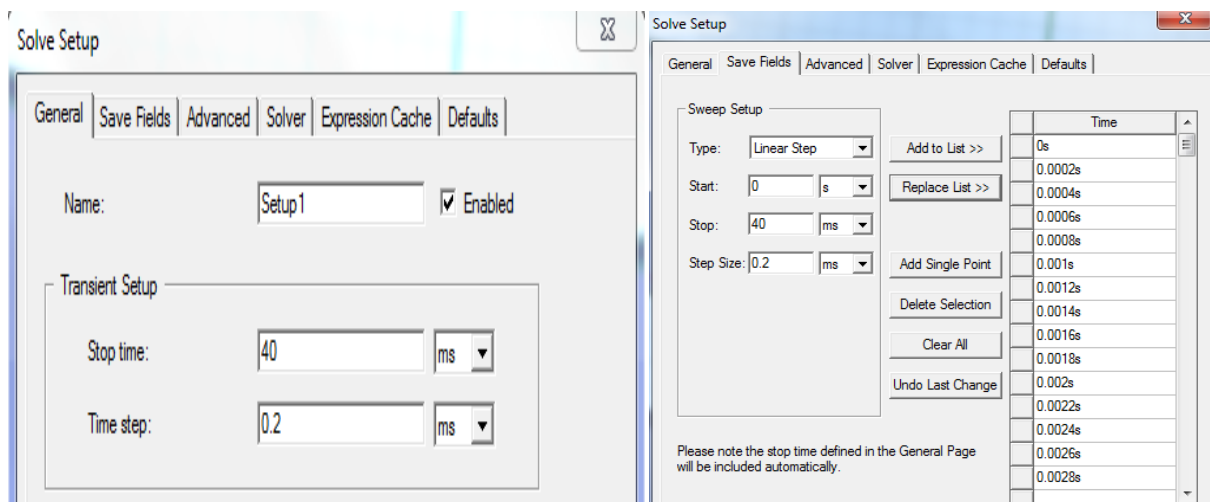 Solve Setup
General Save Fields Advanced Solver Expression Cache Defaults
Name: Setup1 Enabled
Transient Setup
Stop time: 40 ms
Time step: 0.2 ms
Solve Setup
General Save Fields Advanced Solver Expression Cache Defaults
Sweep Setup
Type: Linear Step
Start: 0 s
Stop: 40 ms
Step Size: 0.2 ms
Add to List >>
Replace List >>
Add Single Point
Delete Selection
Clear All
Undo Last Change
Please note the stop time defined in the General Page
will be included automatically.
Time
0s
0.0002s
0.0004s
0.0006s
0.0008s
0.001s
0.0012s
0.0014s
0.0016s
0.0018s
0.002s
0.0022s
0.0024s
0.0026s
0.0028s